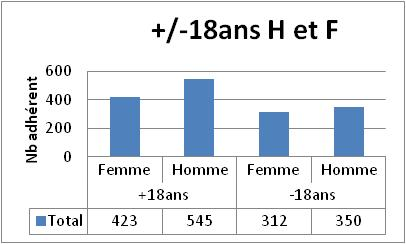 +/-18ans H et F
Nb adhérent
600
400
200
0
Femme Homme Femme Homme
+18ans -18ans
Total 423 545 312 350